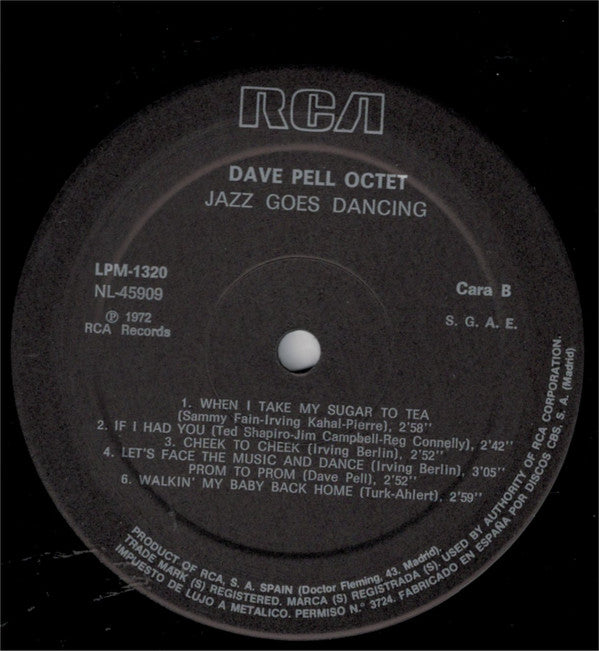 RCA
DAVE PELL OCTET
JAZZ GOES DANCING
LPM-1320
NL-45909
Ⓟ 1972
RCA Records
Cara B
S. G. A. E.
1. WHEN I TAKE MY SUGAR TO TEA
(Sammy Fain-Irving Kahal-Pierre), 2'58''
2. IF I HAD YOU (Ted Shapiro-Jim Campbell-Reg Connelly), 2'42''
3. CHEEK TO CHEEK (Irving Berlin), 2'52''
4. LET'S FACE THE MUSIC AND DANCE (Irving Berlin), 3'05''
PROM TO PROM (Dave Pell), 2'52''
6. WALKIN' MY BABY BACK HOME (Turk-Ahlert), 2'59''
PRODUCT OF RCA, S. A. SPAIN (Doctor Fleming, 43. Madrid).
TRADE MARK (S) REGISTERED. MARCA (S) REGISTRADA (S). USED BY AUTHORITY OF RCA CORPORATION.
IMPUESTO DE LUJO A METALICO. PERMISO N.° 3724. FABRICADO EN ESPAÑA POR DISCOS CBS, S. A. (Madrid)